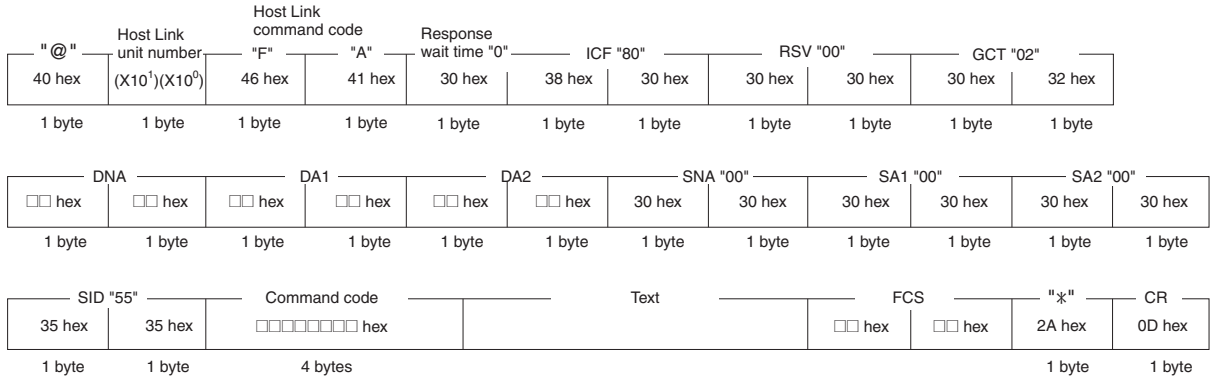 Host Link
command code
Host Link
unit number
Response
wait time "0"
"@" "F" "A" ICF "80" RSV "00" GCT "02"
40 hex (X10¹)(X10⁰) 46 hex 41 hex 30 hex 38 hex 30 hex 30 hex 30 hex 30 hex 32 hex
1 byte 1 byte 1 byte 1 byte 1 byte 1 byte 1 byte 1 byte 1 byte 1 byte 1 byte
DNA DA1 DA2 SNA "00" SA1 "00" SA2 "00"
□□ hex □□ hex □□ hex □□ hex □□ hex □□ hex 30 hex 30 hex 30 hex 30 hex 30 hex 30 hex
1 byte 1 byte 1 byte 1 byte 1 byte 1 byte 1 byte 1 byte 1 byte 1 byte 1 byte 1 byte
SID "55" Command code Text FCS "*" CR
35 hex 35 hex □□□□□□□□ hex □□ hex □□ hex 2A hex 0D hex
1 byte 1 byte 4 bytes 1 byte 1 byte